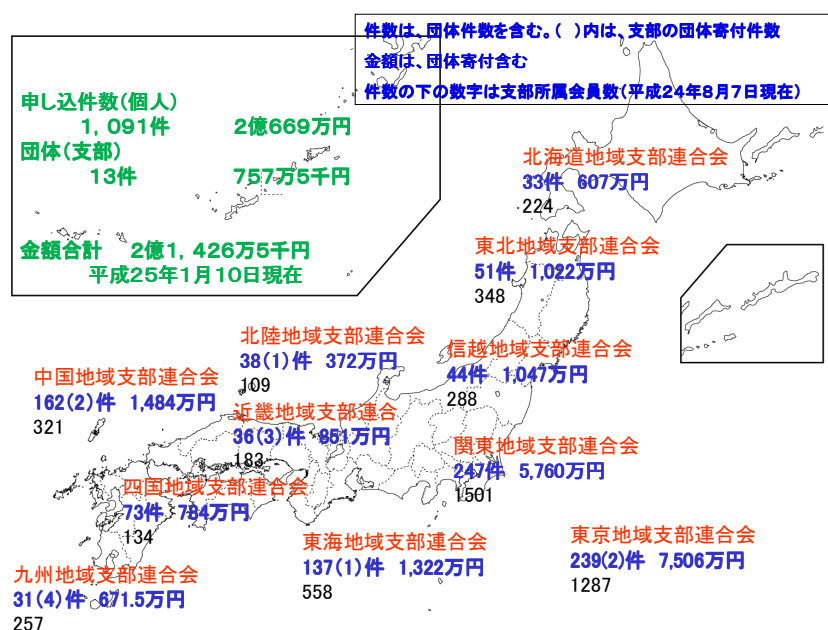 件数は、団体件数を含む。( )内は、支部の団体寄付件数
金額は、団体寄付含む
件数の下の数字は支部所属会員数(平成24年8月7日現在)
申し込件数(個人)
1,091件 2億669万円
団体(支部)
13件 757万5千円
金額合計 2億1,426万5千円
平成25年1月10日現在
北海道地域支部連合会
33件 607万円
224
東北地域支部連合会
51件 1,022万円
348
北陸地域支部連合会
38(1)件 372万円
109
信越地域支部連合会
44件 1,047万円
288
中国地域支部連合会
162(2)件 1,484万円
321
近畿地域支部連合
36(3)件 851万円
183
関東地域支部連合会
247件 5,760万円
1501
四国地域支部連合会
73件 784万円
134
東海地域支部連合会
137(1)件 1,322万円
558
東京地域支部連合会
239(2)件 7,506万円
1287
九州地域支部連合会
31(4)件 671.5万円
257